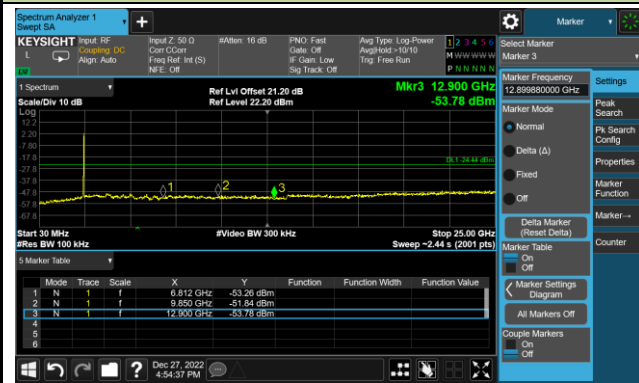 Spectrum Analyzer 1
Swept SA
+
Marker
KEYSIGHT
L
Input: RF
Coupling: DC
Align: Auto
Input Z: 50 Ω
Corr CCorr
Freq Ref: Int (S)
NFE: Off
#Atten: 16 dB
PNO: Fast
Gate: Off
IF Gain: Low
Sig Track: Off
Avg Type: Log-Power
Avg|Hold:>10/10
Trig: Free Run
1 2 3 4 5 6
M W W W W W
P N N N N N
Select Marker
Marker 3
1 Spectrum
Scale/Div 10 dB
Log
Ref Lvl Offset 21.20 dB
Ref Level 22.20 dBm
Mkr3 12.900 GHz
-53.78 dBm
12.2
2.20
-7.80
-17.8
-27.8
-37.8
-47.8
-57.8
-67.8
DL1 -24.44 dBm
1
2
3
Start 30 MHz
#Res BW 100 kHz
#Video BW 300 kHz
Stop 25.00 GHz
Sweep ~2.44 s (2001 pts)
5 Marker Table
Mode Trace Scale X Y Function Function Width Function Value
1 N 1 f 6.812 GHz -53.26 dBm
2 N 1 f 9.850 GHz -51.84 dBm
3 N 1 f 12.900 GHz -53.78 dBm
4
5
6
Marker Frequency
12.899880000 GHz
Marker Mode
Normal
Delta (Δ)
Fixed
Off
Delta Marker
(Reset Delta)
Marker Table
On
Off
Marker Settings
Diagram
All Markers Off
Couple Markers
On
Off
Settings
Peak
Search
Pk Search
Config
Properties
Marker
Function
Marker→
Counter
?
Dec 27, 2022
4:54:37 PM